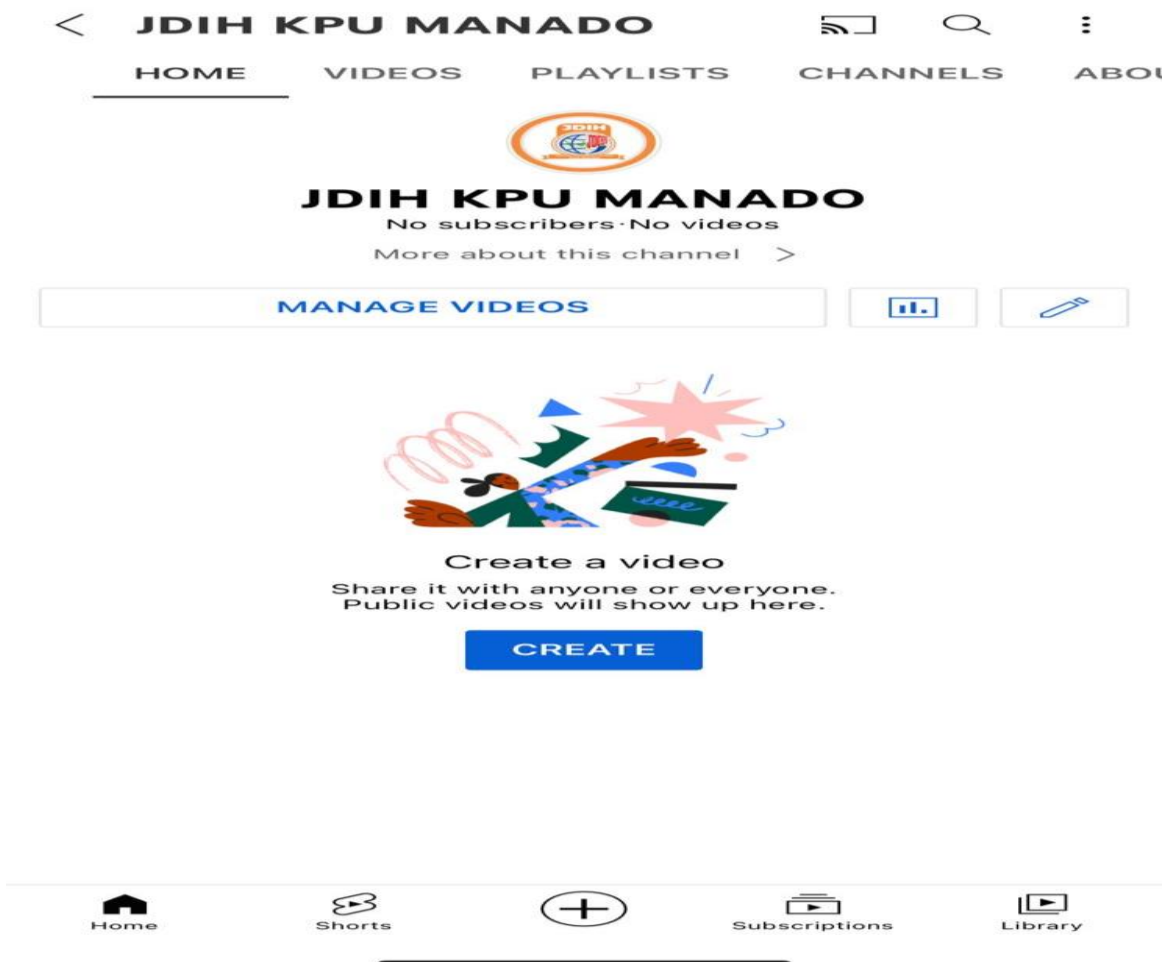 JDIH KPU MANADO
HOME VIDEOS PLAYLISTS CHANNELS ABOU
JDIH
JDIH KPU MANADO
No subscribers·No videos
More about this channel
MANAGE VIDEOS
Create a video
Share it with anyone or everyone.
Public videos will show up here.
CREATE
Home Shorts Subscriptions Library